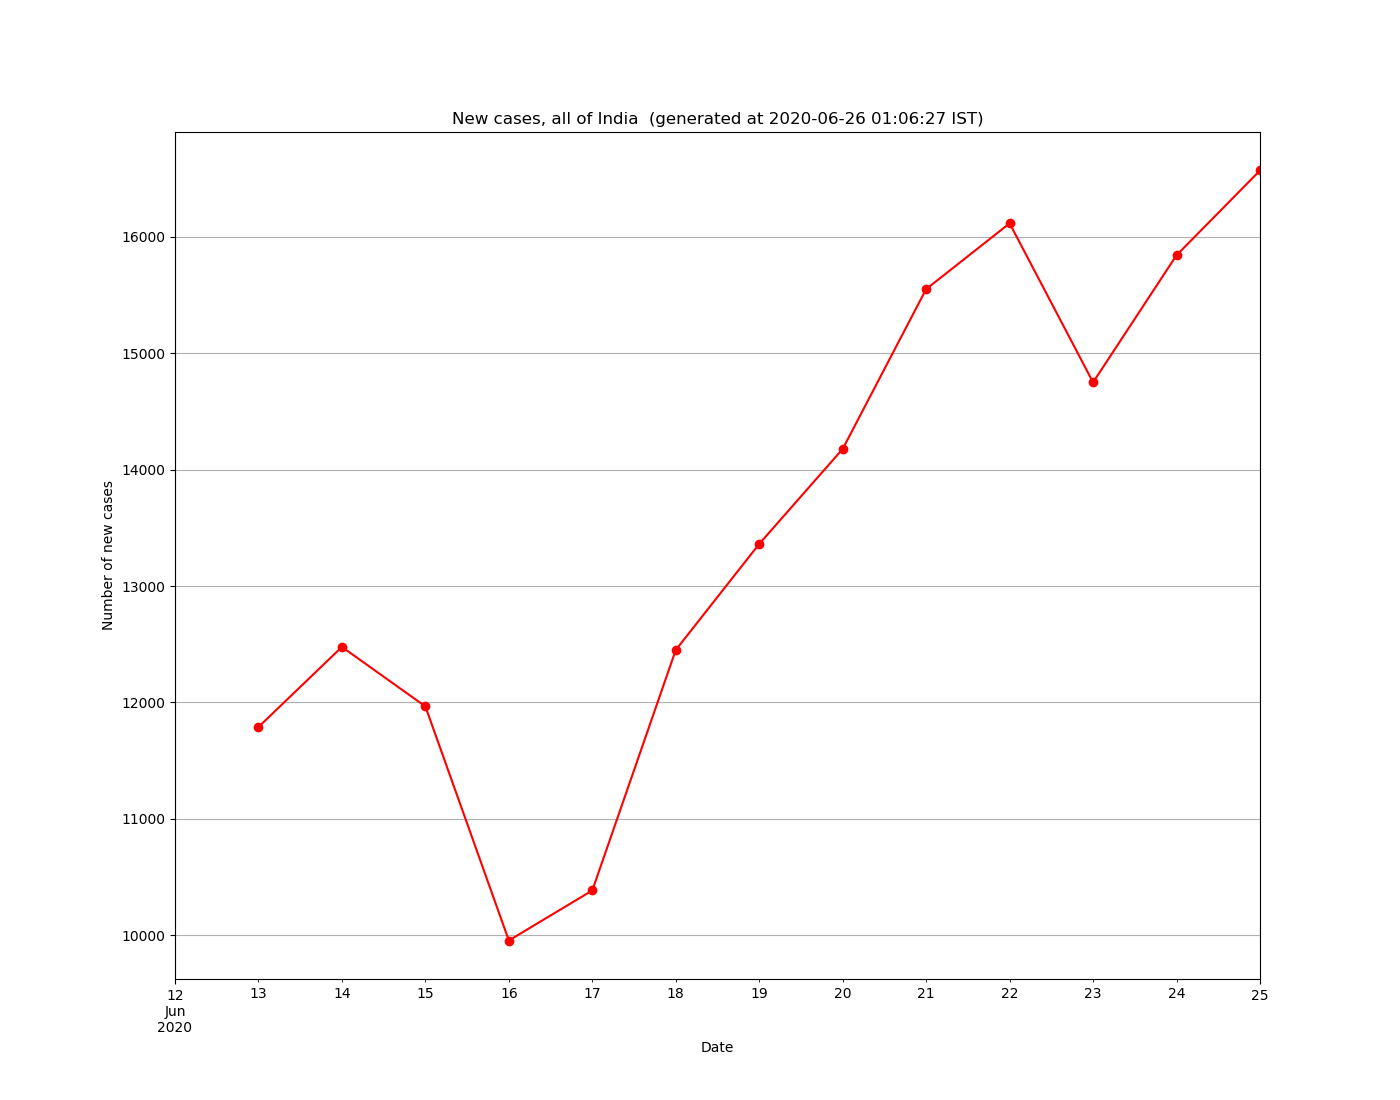 New cases, all of India  (generated at 2020-06-26 01:06:27 IST)
16000
15000
14000
13000
12000
11000
10000
Number of new cases
12 13 14 15 16 17 18 19 20 21 22 23 24 25
Jun
2020
Date